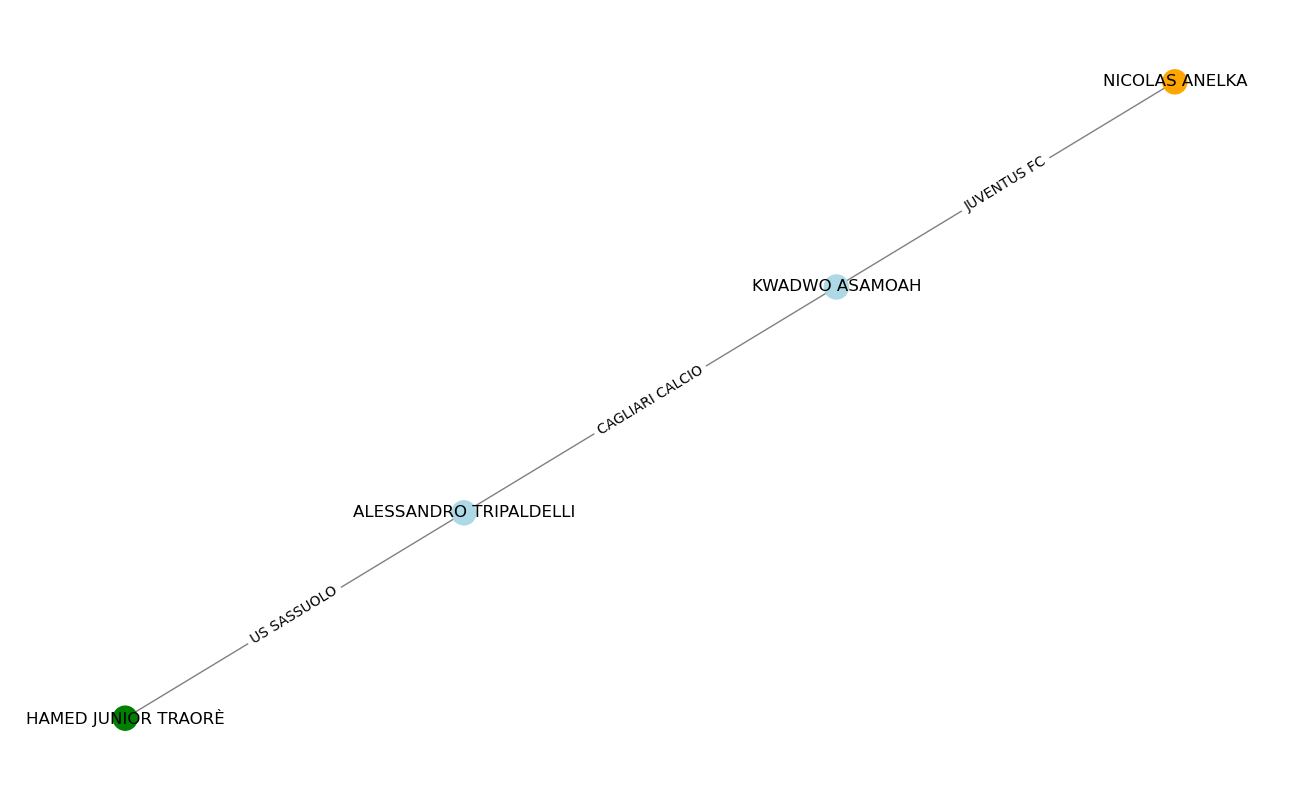 NICOLAS ANELKA
JUVENTUS FC
KWADWO ASAMOAH
CAGLIARI CALCIO
ALESSANDRO TRIPALDELLI
US SASSUOLO
HAMED JUNIOR TRAORÈ